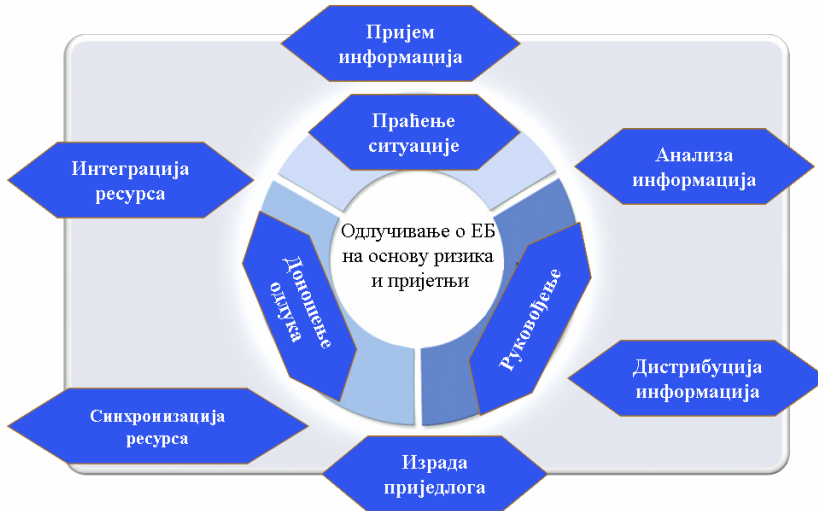 Пријем
информација
Праћење
ситуације
Интеграција
ресурса
Анализа
информација
Одлучивање о ЕБ
на основу ризика
и пријетњи
Доношење
одлука
Руковођење
Дистрибуција
информација
Синхронизација
ресурса
Израда
приједлога